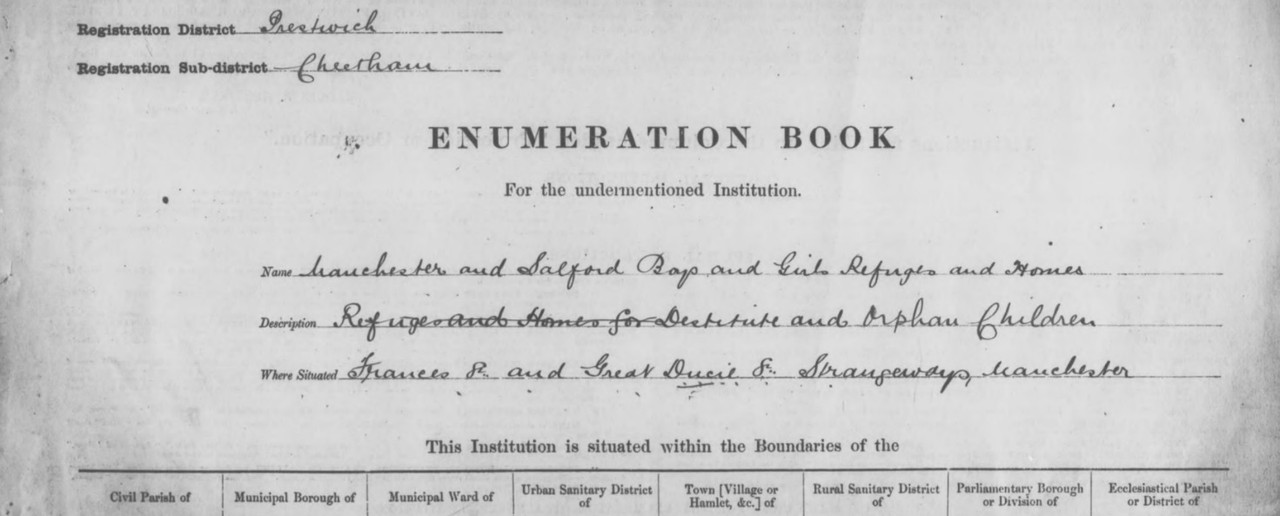 Registration District Prestwich
Registration Sub-district Cheetham
ENUMERATION BOOK
For the undermentioned Institution.
Name Manchester and Salford Boys and Girls Refuges and Homes
Description Refuges and Homes for Destitute and Orphan Children
Where Situated Frances St. and Great Ducie St. Strangeways, Manchester
This Institution is situated within the Boundaries of the
Civil Parish of | Municipal Borough of | Municipal Ward of | Urban Sanitary District of | Town [Village or Hamlet, &c.] of | Rural Sanitary District of | Parliamentary Borough or Division of | Ecclesiastical Parish or District of